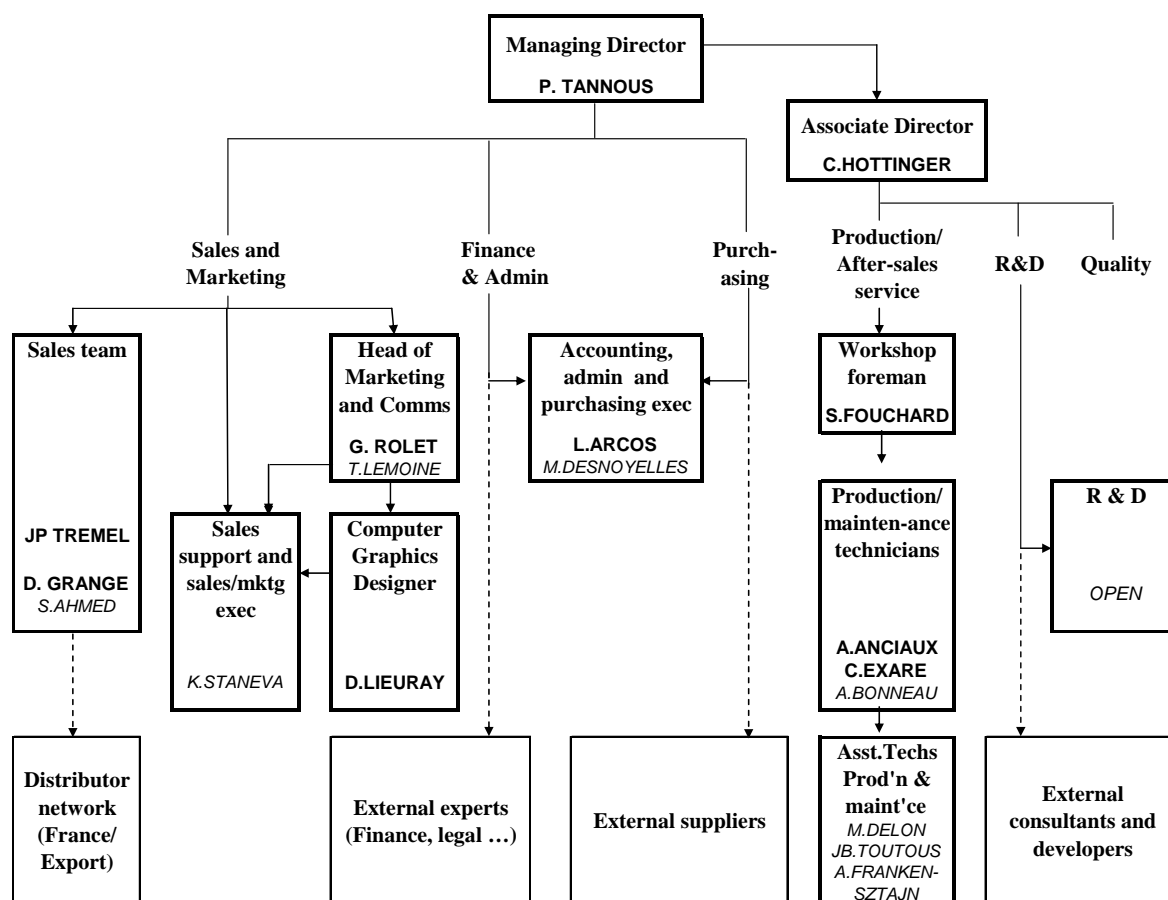 Managing Director
P. TANNOUS
Associate Director
C.HOTTINGER
Sales and
Marketing
Finance
& Admin
Purch-
asing
Production/
After-sales
service
R&D
Quality
Sales team
JP TREMEL
D. GRANGE
S.AHMED
Head of
Marketing
and Comms
G. ROLET
T.LEMOINE
Accounting,
admin and
purchasing exec
L.ARCOS
M.DESNOYELLES
Workshop
foreman
S.FOUCHARD
Sales
support and
sales/mktg
exec
K.STANEVA
Computer
Graphics
Designer
D.LIEURAY
Production/
mainten-ance
technicians
A.ANCIAUX
C.EXARE
A.BONNEAU
R & D
OPEN
Distributor
network
(France/
Export)
External experts
(Finance, legal …)
External suppliers
Asst.Techs
Prod'n &
maint'ce
M.DELON
JB.TOUTOUS
A.FRANKEN-
SZTAJN
External
consultants and
developers